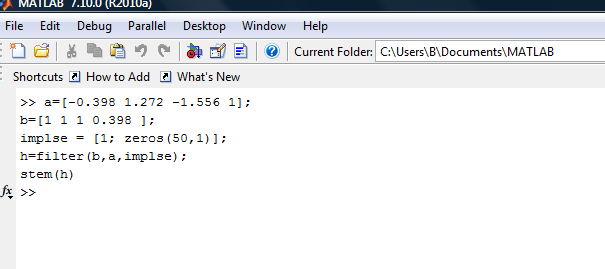 MATLAB 7.10.0 (R2010a)
File Edit Debug Parallel Desktop Window Help
Current Folder: C:\Users\B\Documents\MATLAB
Shortcuts How to Add What's New
>> a=[-0.398 1.272 -1.556 1];
b=[1 1 1 0.398 ];
implse = [1; zeros(50,1)];
h=filter(b,a,implse);
stem(h)
fx >>